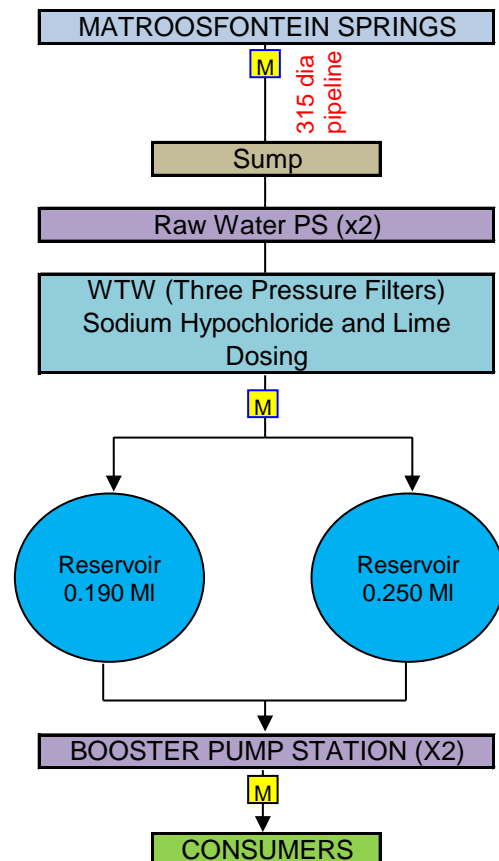 MATROOSFONTEIN SPRINGS
M
315 dia
pipeline
Sump
Raw Water PS (x2)
WTW (Three Pressure Filters)
Sodium Hypochloride and Lime
Dosing
M
Reservoir
0.190 Ml
Reservoir
0.250 Ml
BOOSTER PUMP STATION (X2)
M
CONSUMERS